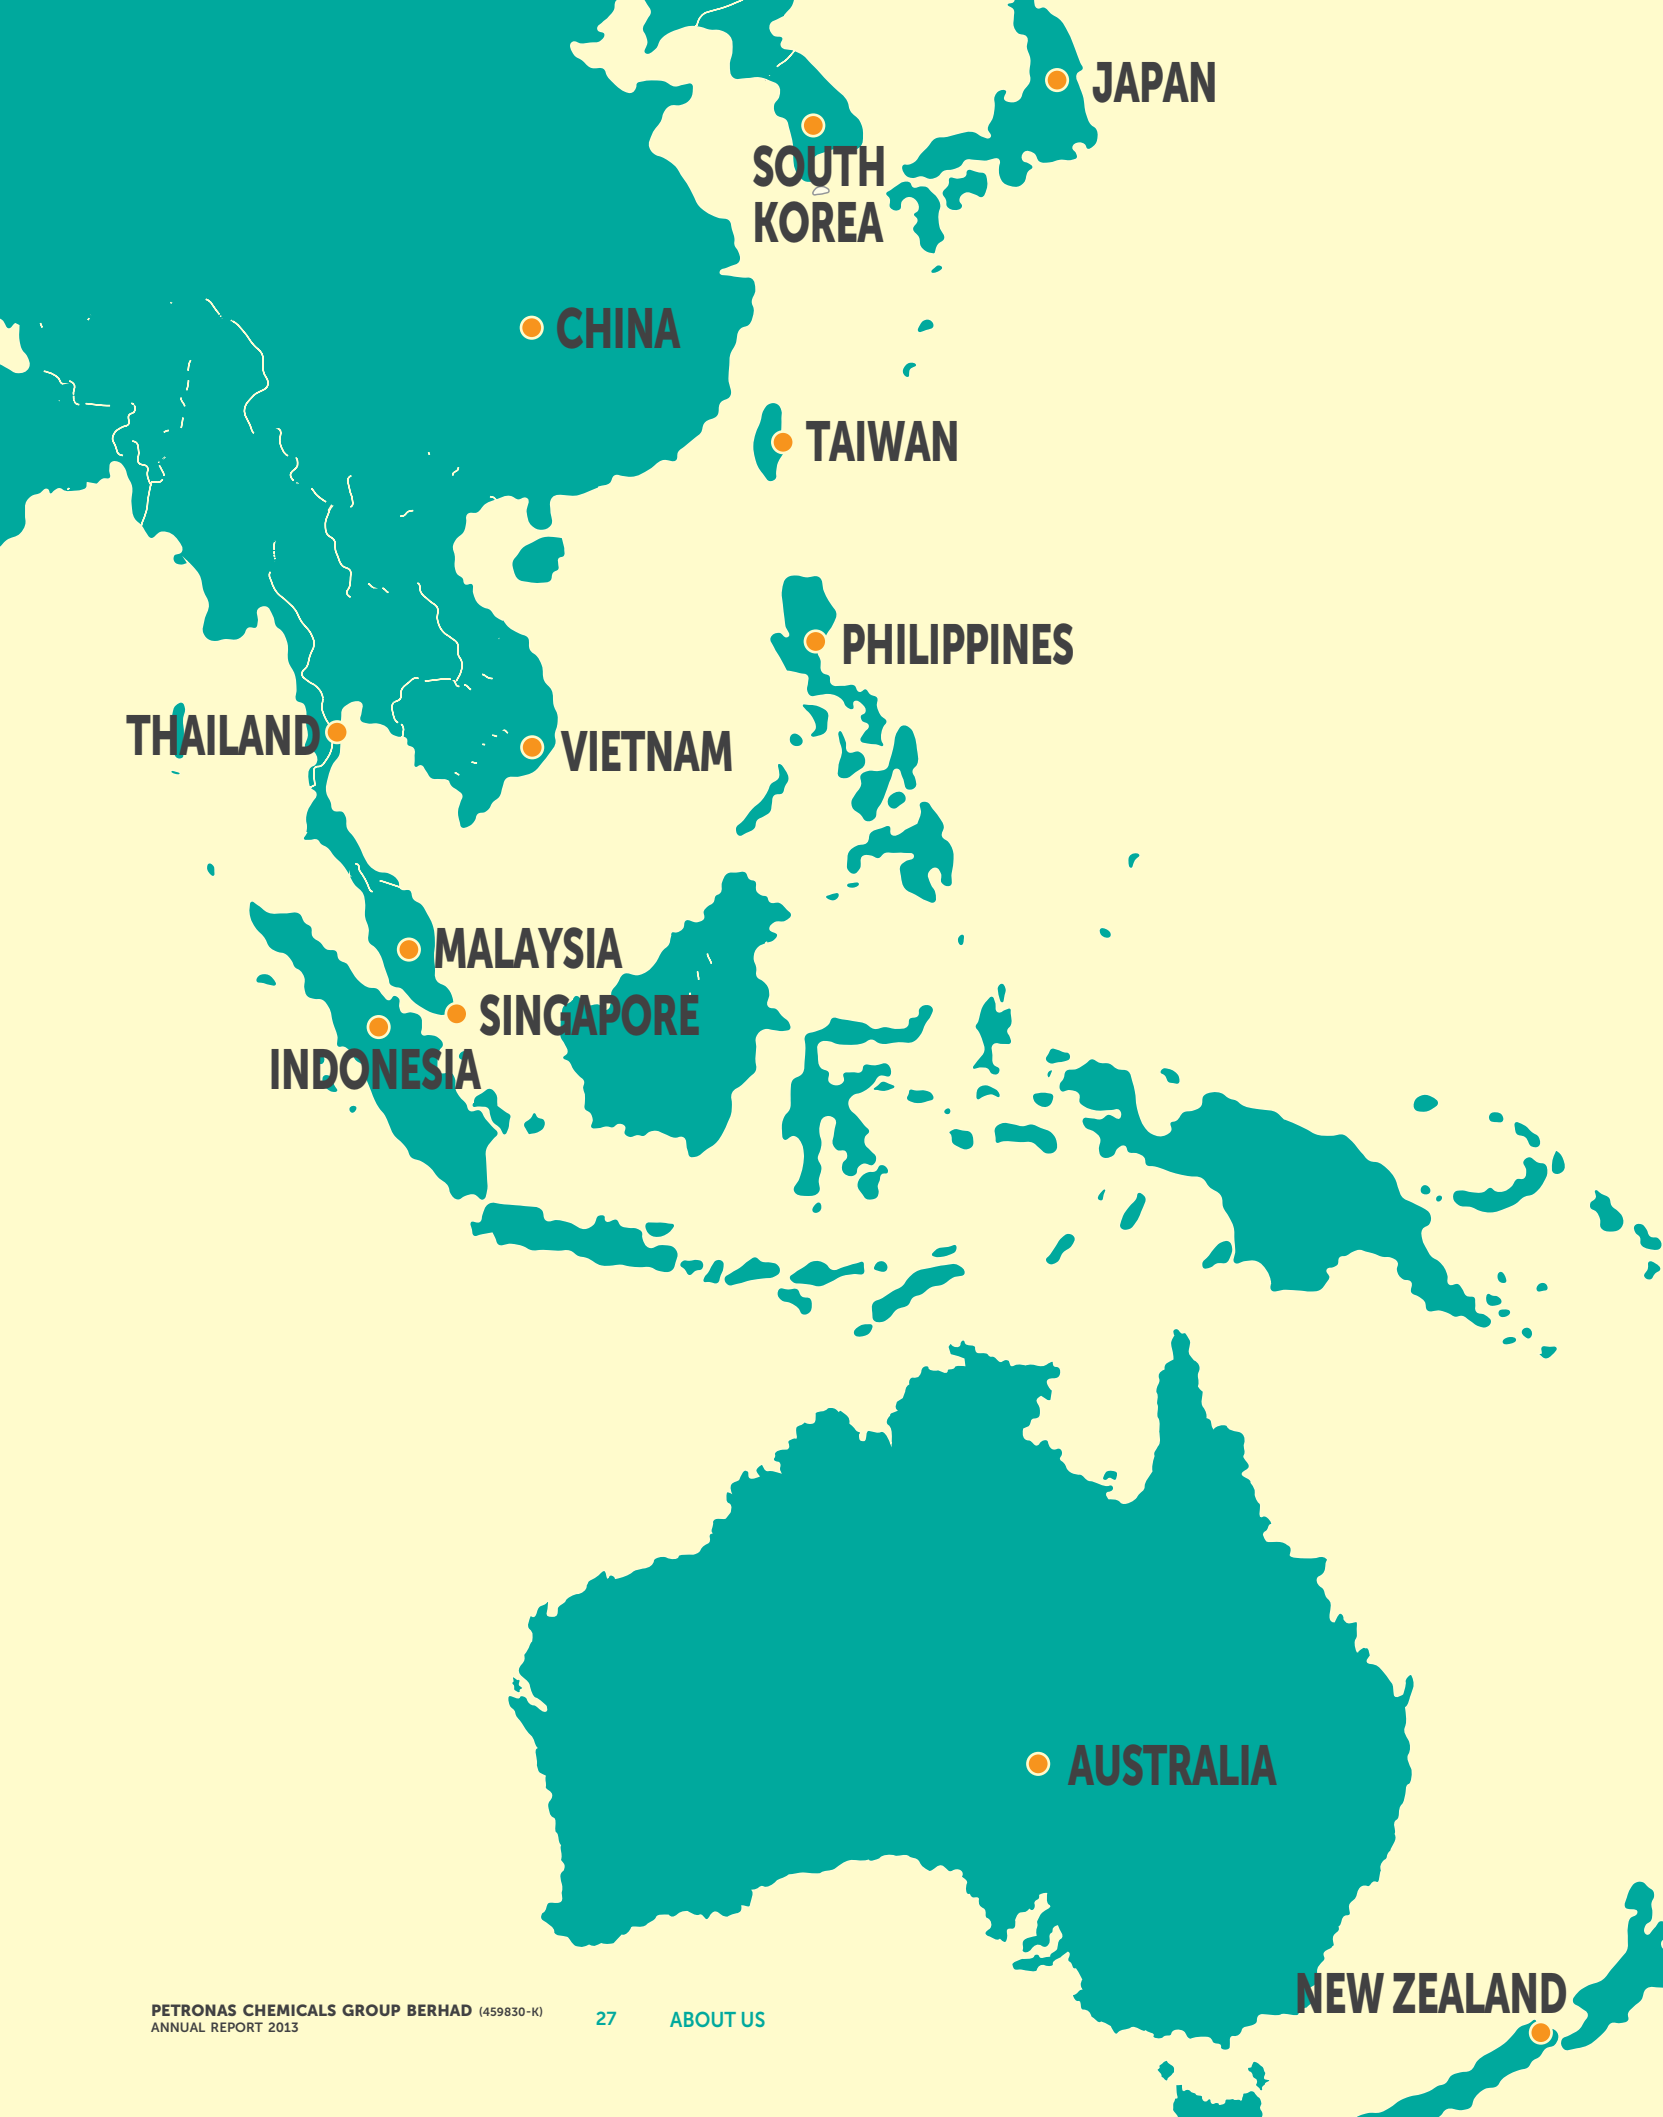 JAPAN
SOUTH
KOREA
CHINA
TAIWAN
PHILIPPINES
THAILAND
VIETNAM
MALAYSIA
SINGAPORE
INDONESIA
AUSTRALIA
NEW ZEALAND
PETRONAS CHEMICALS GROUP BERHAD (459830-K)
ANNUAL REPORT 2013
27 ABOUT US